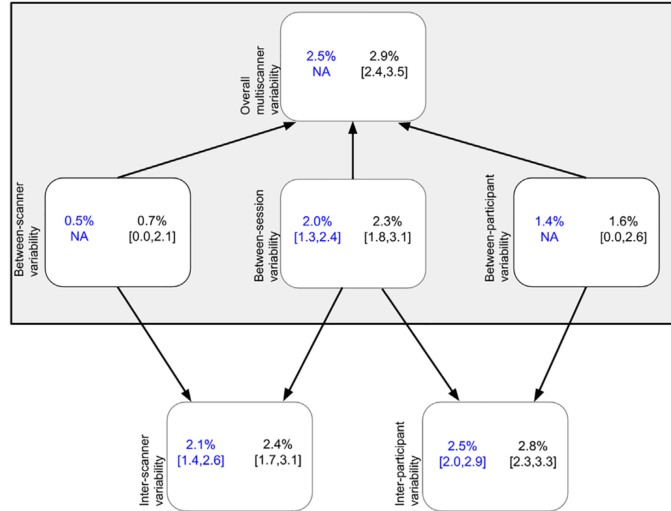 Overall
multiscanner
variability
2.5% 2.9%
NA [2.4,3.5]
Between-scanner
variability
0.5% 0.7%
NA [0.0,2.1]
Between-session
variability
2.0% 2.3%
[1.3,2.4] [1.8,3.1]
Between-participant
variability
1.4% 1.6%
NA [0.0,2.6]
Inter-scanner
variability
2.1% 2.4%
[1.4,2.6] [1.7,3.1]
Inter-participant
variability
2.5% 2.8%
[2.0,2.9] [2.3,3.3]